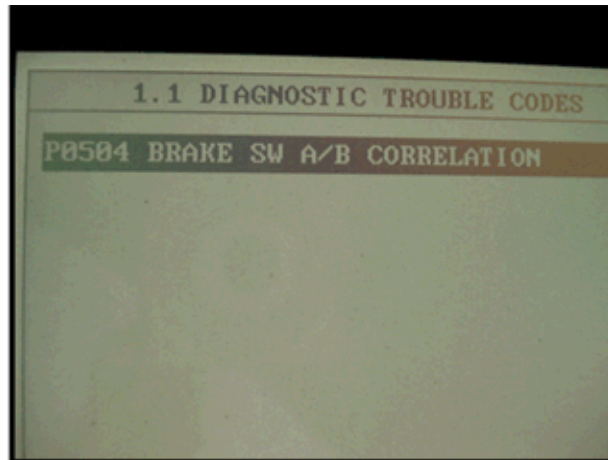 1.1 DIAGNOSTIC TROUBLE CODES
P0504 BRAKE SW A/B CORRELATION